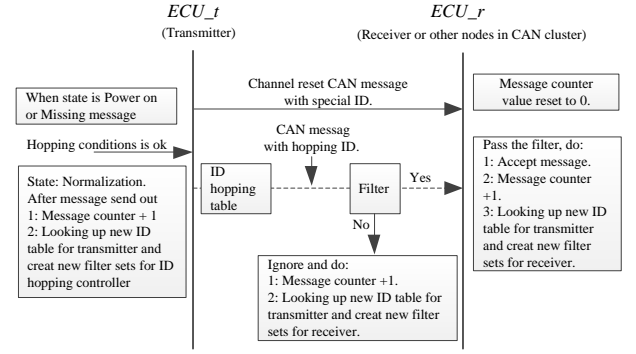 ECU_t
(Transmitter)
ECU_r
(Receiver or other nodes in CAN cluster)
When state is Power on
or Missing message
Channel reset CAN message
with special ID.
Message counter
value reset to 0.
Hopping conditions is ok
CAN messag
with hopping ID.
State: Normalization.
After message send out
1: Message counter + 1
2: Looking up new ID
table for transmitter and
creat new filter sets for ID
hopping controller
ID
hopping
table
Filter
Yes
No
Pass the filter, do:
1: Accept message.
2: Message counter
+1.
3: Looking up new ID
table for transmitter
and creat new filter
sets for receiver.
Ignore and do:
1: Message counter +1.
2: Looking up new ID table for
transmitter and creat new filter
sets for receiver.